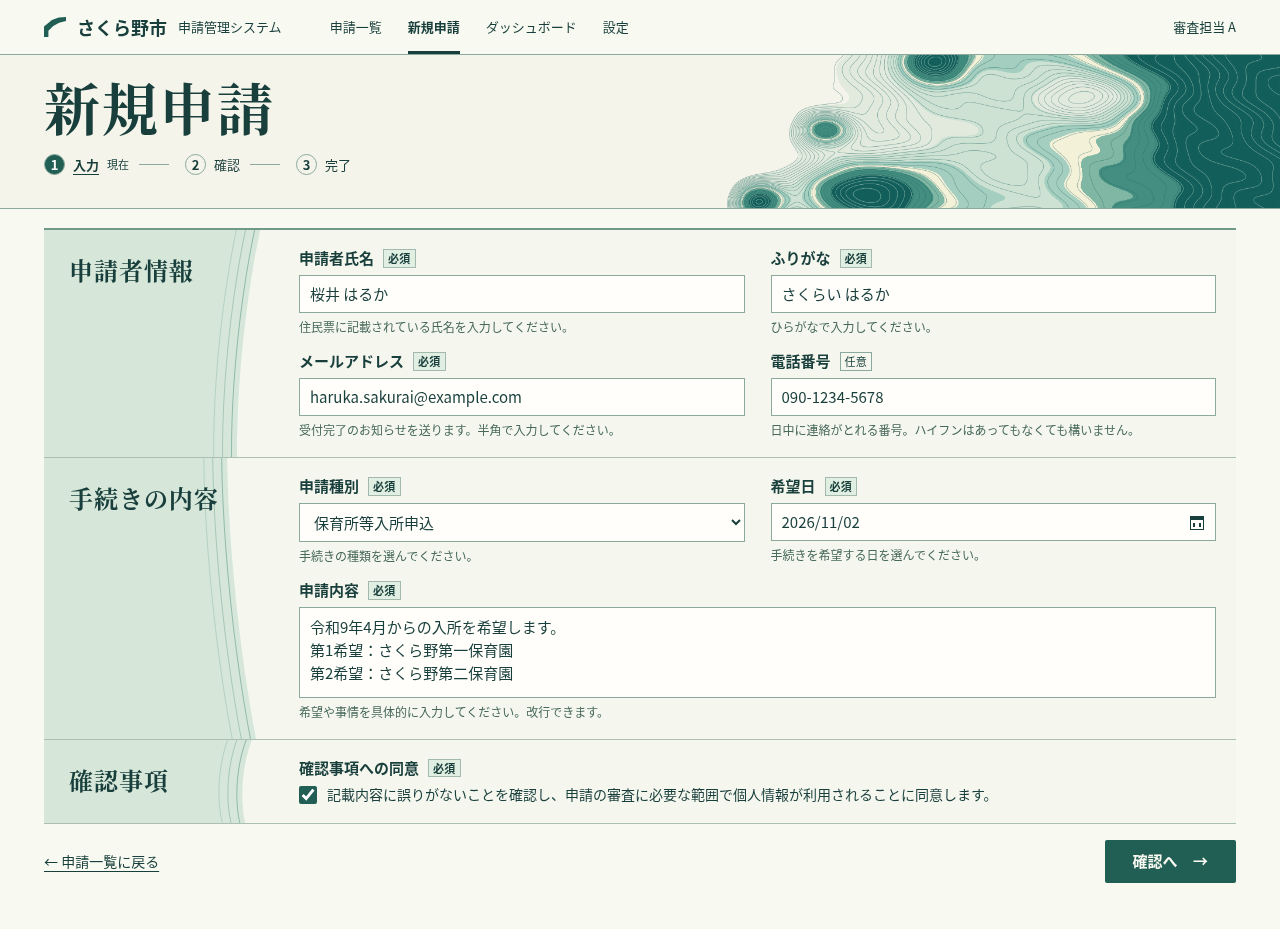 さくら野市 申請管理システム 申請一覧 新規申請 ダッシュボード 設定 審査担当 A
新規申請
1 入力 現在 2 確認 3 完了
申請者情報
申請者氏名 必須
桜井 はるか
住民票に記載されている氏名を入力してください。
ふりがな 必須
さくらい はるか
ひらがなで入力してください。
メールアドレス 必須
haruka.sakurai@example.com
受付完了のお知らせを送ります。半角で入力してください。
電話番号 任意
090-1234-5678
日中に連絡がとれる番号。ハイフンはあってもなくても構いません。
手続きの内容
申請種別 必須
保育所等入所申込
手続きの種類を選んでください。
希望日 必須
2026/11/02
手続きを希望する日を選んでください。
申請内容 必須
令和9年4月からの入所を希望します。
第1希望：さくら野第一保育園
第2希望：さくら野第二保育園
希望や事情を具体的に入力してください。改行できます。
確認事項
確認事項への同意 必須
記載内容に誤りがないことを確認し、申請の審査に必要な範囲で個人情報が利用されることに同意します。
← 申請一覧に戻る
確認へ →